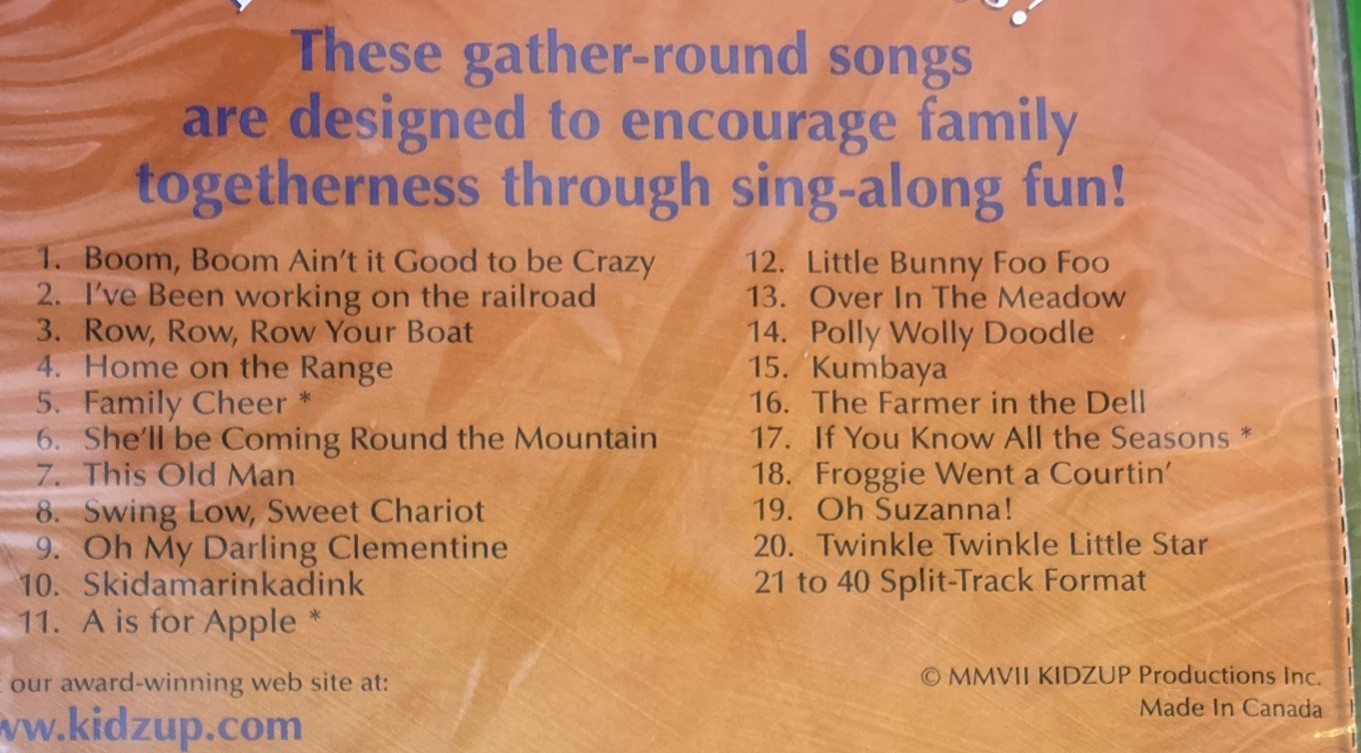 These gather-round songs
are designed to encourage family
togetherness through sing-along fun!
1. Boom, Boom Ain't it Good to be Crazy
2. I've Been working on the railroad
3. Row, Row, Row Your Boat
4. Home on the Range
5. Family Cheer *
6. She'll be Coming Round the Mountain
7. This Old Man
8. Swing Low, Sweet Chariot
9. Oh My Darling Clementine
10. Skidamarinkadink
11. A is for Apple *
12. Little Bunny Foo Foo
13. Over In The Meadow
14. Polly Wolly Doodle
15. Kumbaya
16. The Farmer in the Dell
17. If You Know All the Seasons *
18. Froggie Went a Courtin'
19. Oh Suzanna!
20. Twinkle Twinkle Little Star
21 to 40 Split-Track Format
our award-winning web site at:
ww.kidzup.com
© MMVII KIDZUP Productions Inc.
Made In Canada